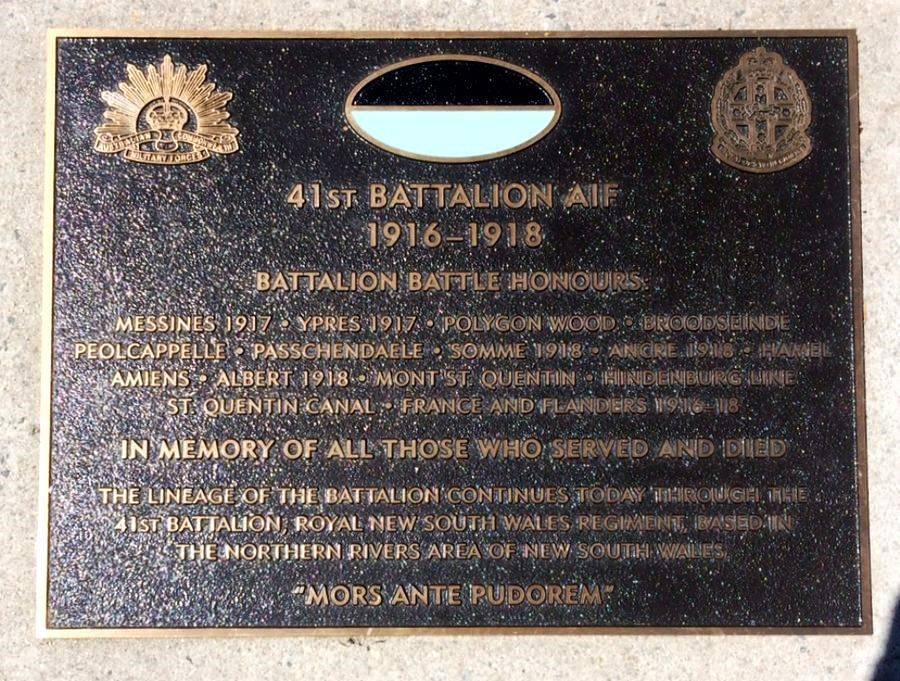 AUSTRALIAN COMMONWEALTH
MILITARY FORCES
41ST BATTALION AIF
1916–1918
BATTALION BATTLE HONOURS:
MESSINES 1917 • YPRES 1917 • POLYGON WOOD • BROODSEINDE
PEOLCAPPELLE • PASSCHENDAELE • SOMME 1918 • ANCRE 1918 • HAMEL
AMIENS • ALBERT 1918 • MONT ST. QUENTIN • HINDENBURG LINE
ST. QUENTIN CANAL • FRANCE AND FLANDERS 1916–18
IN MEMORY OF ALL THOSE WHO SERVED AND DIED
THE LINEAGE OF THE BATTALION CONTINUES TODAY THROUGH THE
41ST BATTALION, ROYAL NEW SOUTH WALES REGIMENT, BASED IN
THE NORTHERN RIVERS AREA OF NEW SOUTH WALES.
"MORS ANTE PUDOREM"